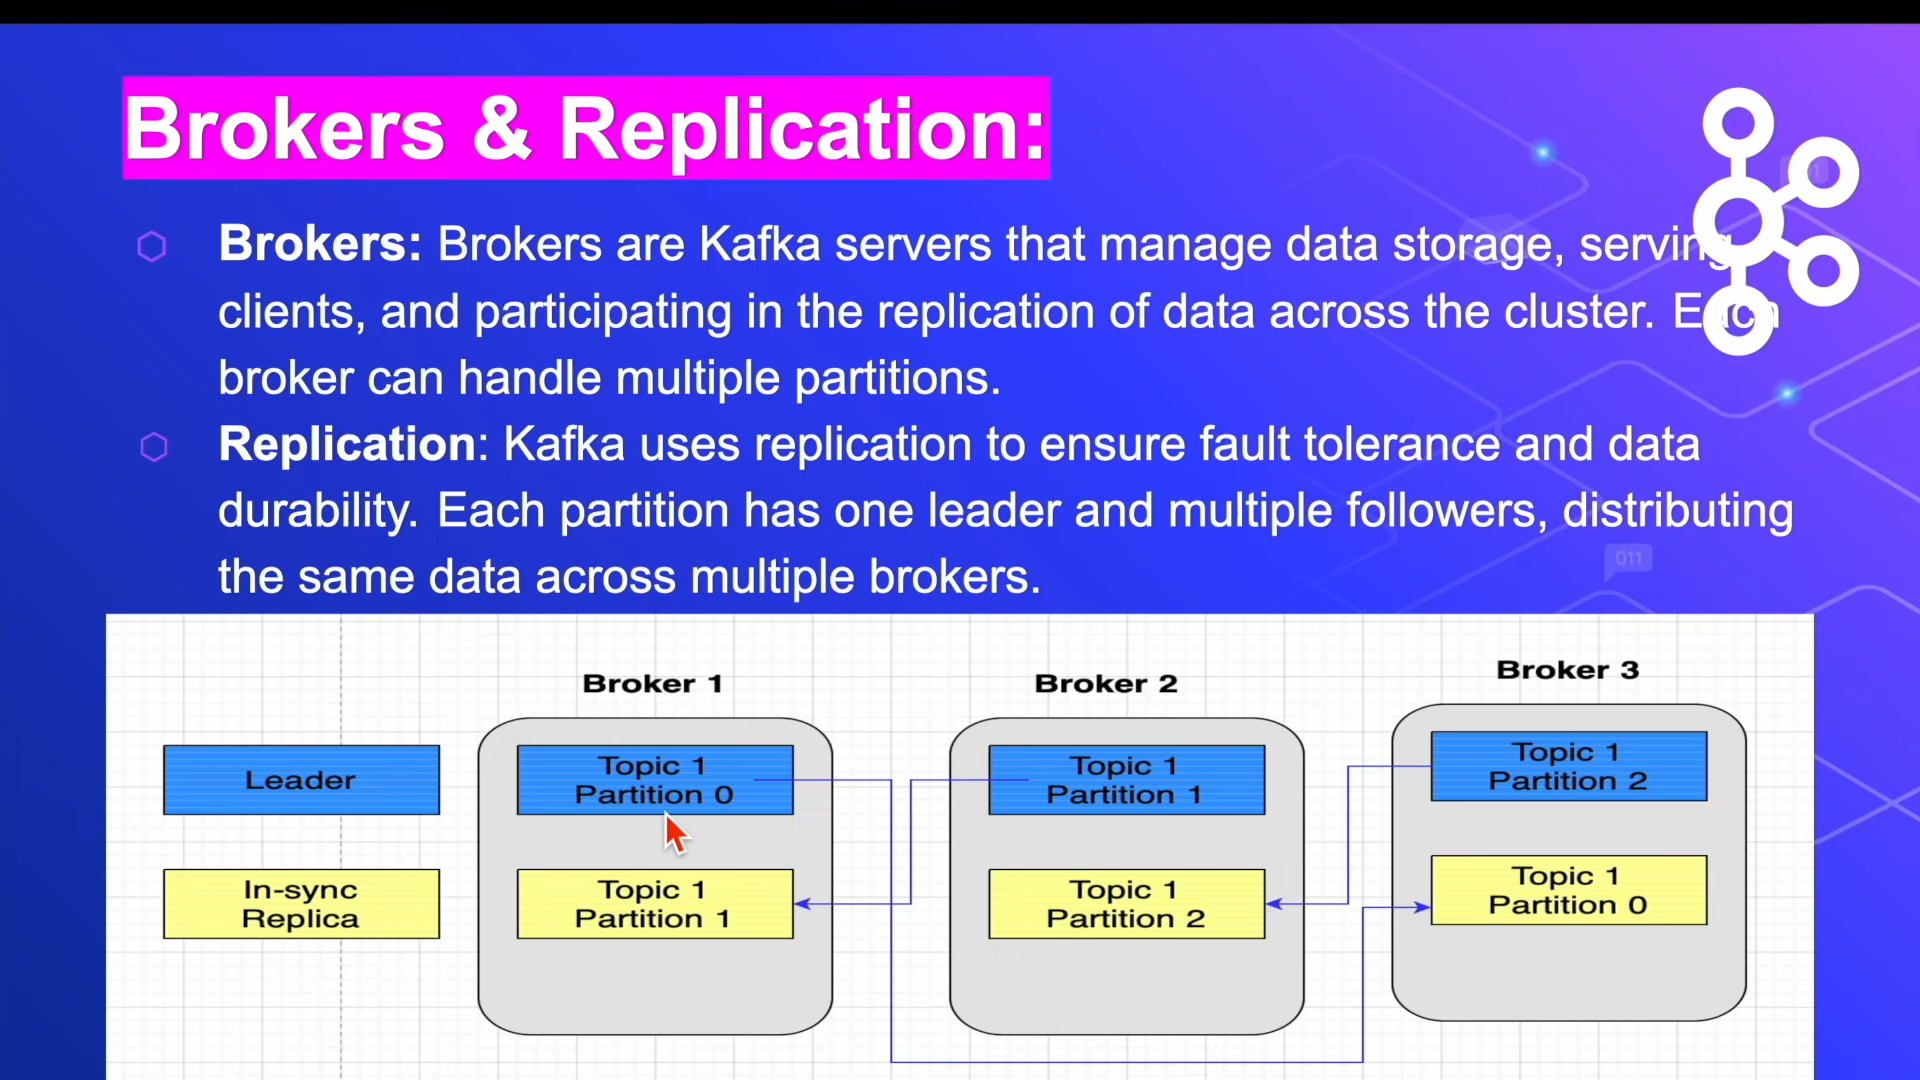 Brokers & Replication:
Brokers: Brokers are Kafka servers that manage data storage, serving
clients, and participating in the replication of data across the cluster. Each
broker can handle multiple partitions.
Replication: Kafka uses replication to ensure fault tolerance and data
durability. Each partition has one leader and multiple followers, distributing
the same data across multiple brokers.
011
Broker 1
Broker 2
Broker 3
Leader
Topic 1
Partition 0
Topic 1
Partition 1
Topic 1
Partition 2
In-sync
Replica
Topic 1
Partition 1
Topic 1
Partition 2
Topic 1
Partition 0